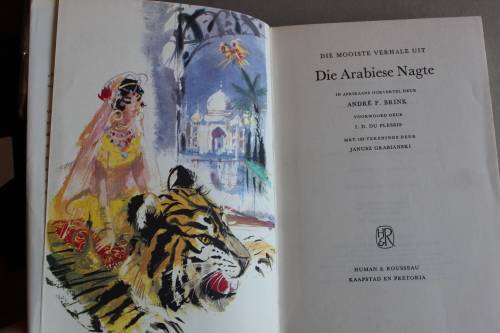 DIE MOOISTE VERHALE UIT
Die Arabiese Nagte
IN AFRIKAANS OORVERTEL DEUR
ANDRÉ P. BRINK
VOORWOORD DEUR
I. D. DU PLESSIS
MET 120 TEKENINGE DEUR
JANUSZ GRABIANSKI
H&R
HUMAN & ROUSSEAU
KAAPSTAD EN PRETORIA